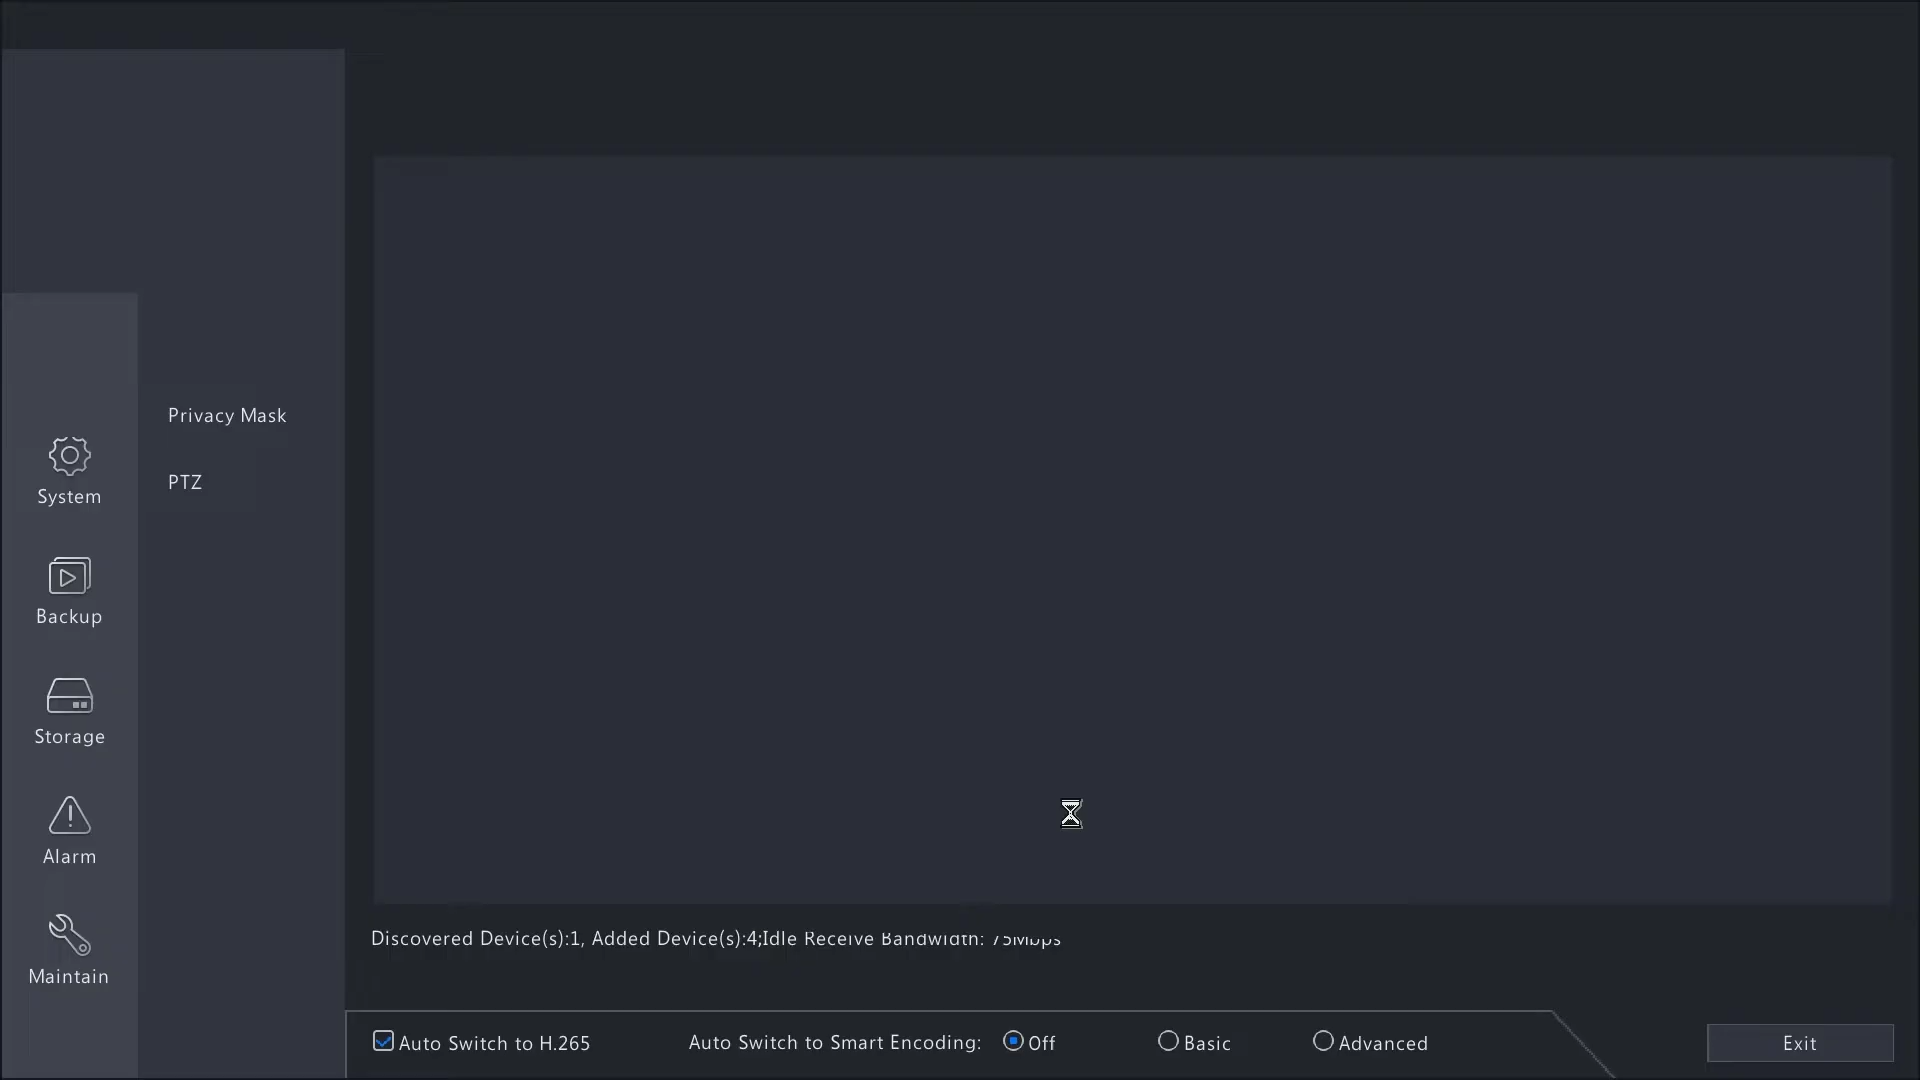 Privacy Mask
PTZ
System
Backup
Storage
Alarm
Maintain
Discovered Device(s):1, Added Device(s):4;Idle Receive Bandwidth: 75Mbps
Auto Switch to H.265 Auto Switch to Smart Encoding: Off Basic Advanced Exit